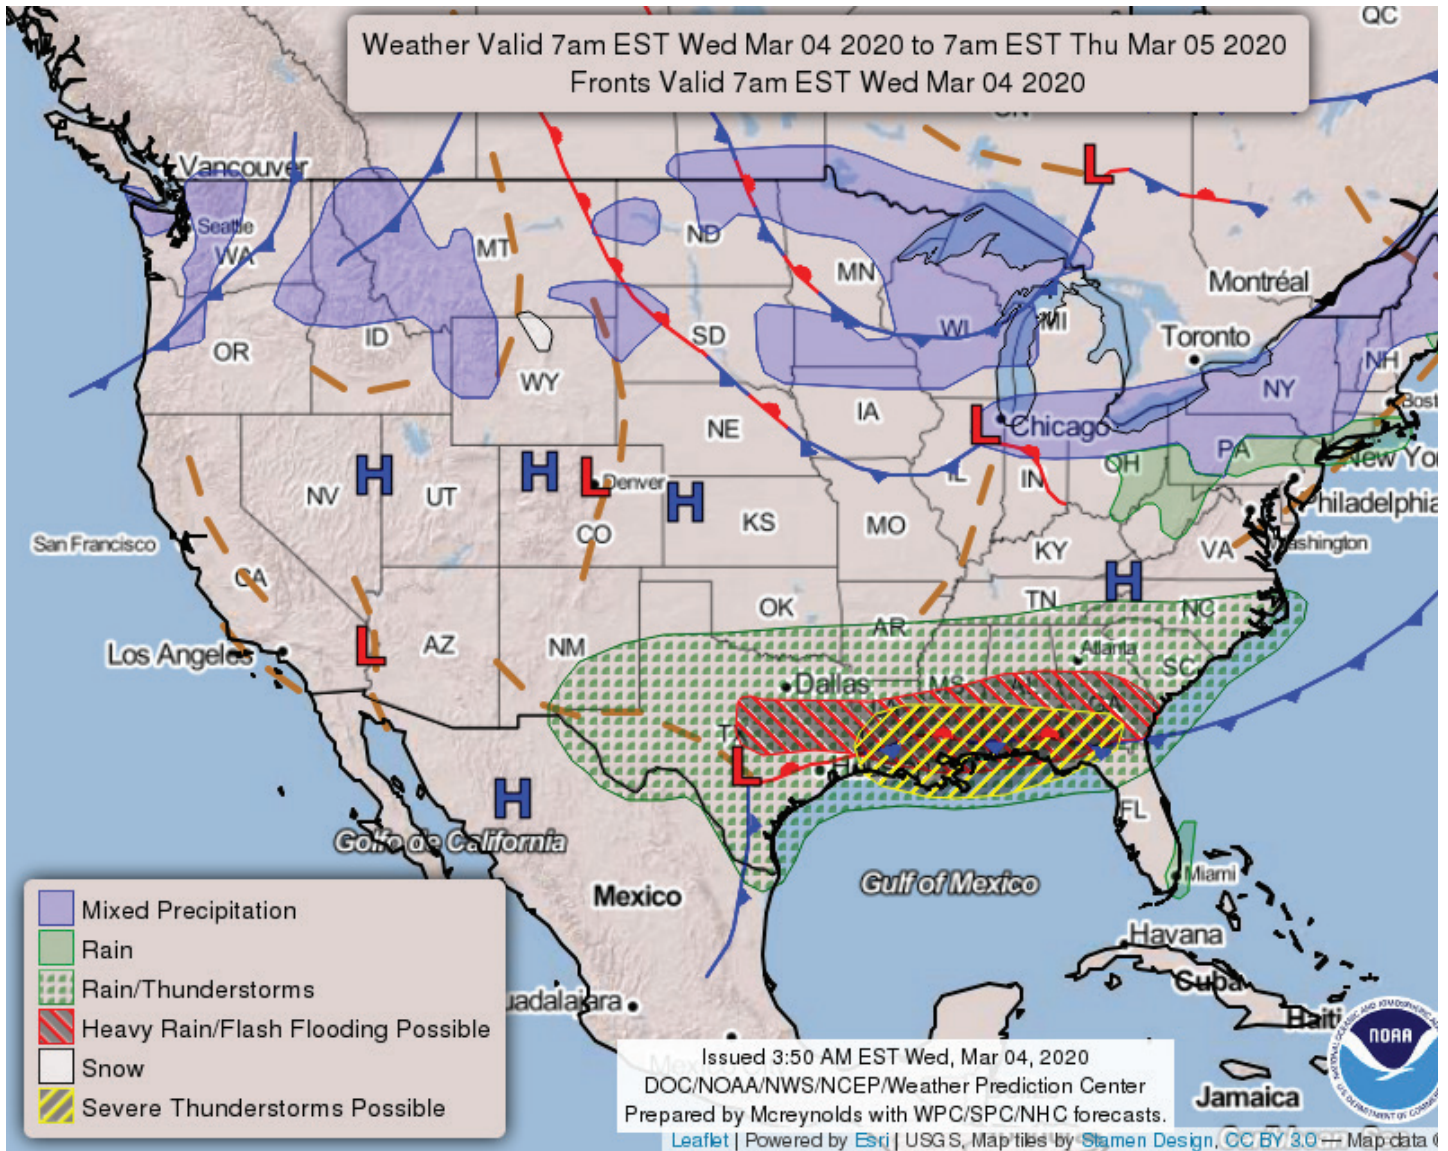 QC
Weather Valid 7am EST Wed Mar 04 2020 to 7am EST Thu Mar 05 2020
Fronts Valid 7am EST Wed Mar 04 2020
ON
L
Vancouver
Seattle
WA
MT
ND
MN
Montréal
OR
ID
WY
SD
WI
MI
Toronto
NY
NH
Bost
NE
IA
L
Chicago
PA
New Yo
H
NV
UT
H
L
Denver
H
CO
KS
MO
IL
IN
OH
Philadelphia
San Francisco
CA
KY
VA
Washington
H
Los Angeles
L
AZ
NM
OK
AR
TN
NC
Atlanta
SC
Dallas
MS
AL
GA
T
L
H
H
FL
Golfo de California
Mexico
Gulf of Mexico
Miami
Havana
Cuba
Haiti
uadalajara
Mexico City
Jamaica
NOAA
Mixed Precipitation
Rain
Rain/Thunderstorms
Heavy Rain/Flash Flooding Possible
Snow
Severe Thunderstorms Possible
Issued 3:50 AM EST Wed, Mar 04, 2020
DOC/NOAA/NWS/NCEP/Weather Prediction Center
Prepared by Mcreynolds with WPC/SPC/NHC forecasts.
Leaflet | Powered by Esri | USGS, Map tiles by Stamen Design, CC BY 3.0 — Map data ©